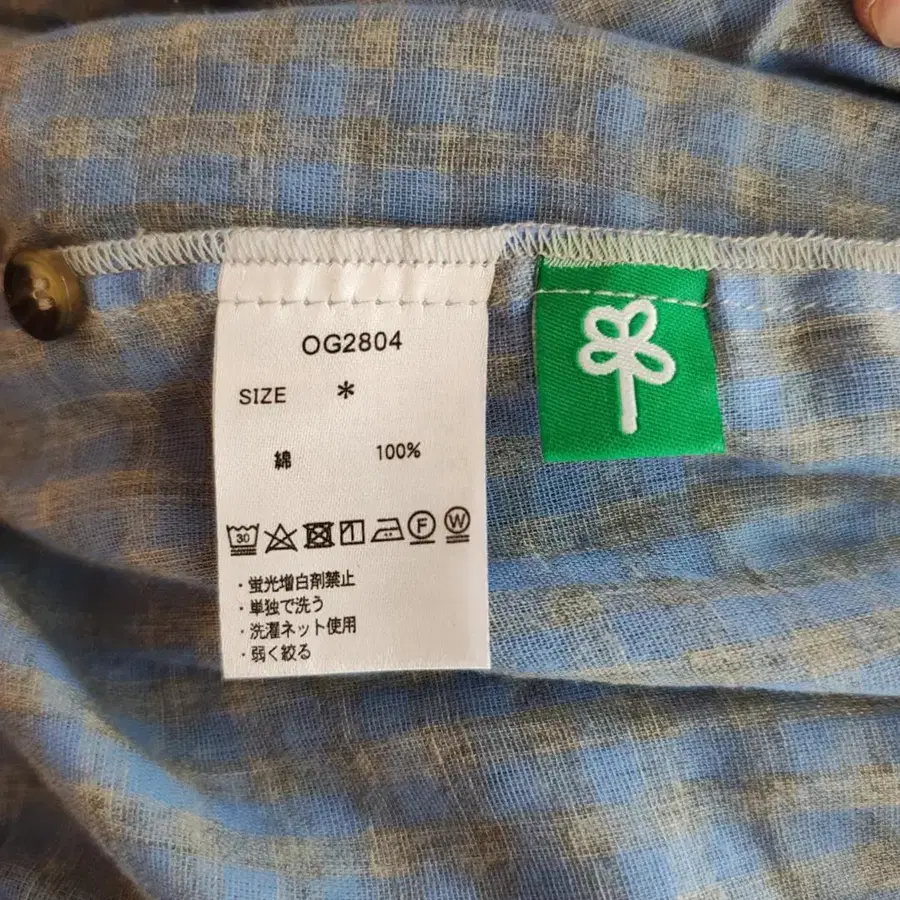 OG2804
SIZE *
綿 100%
30 F W
・蛍光増白剤禁止
・単独で洗う
・洗濯ネット使用
・弱く絞る